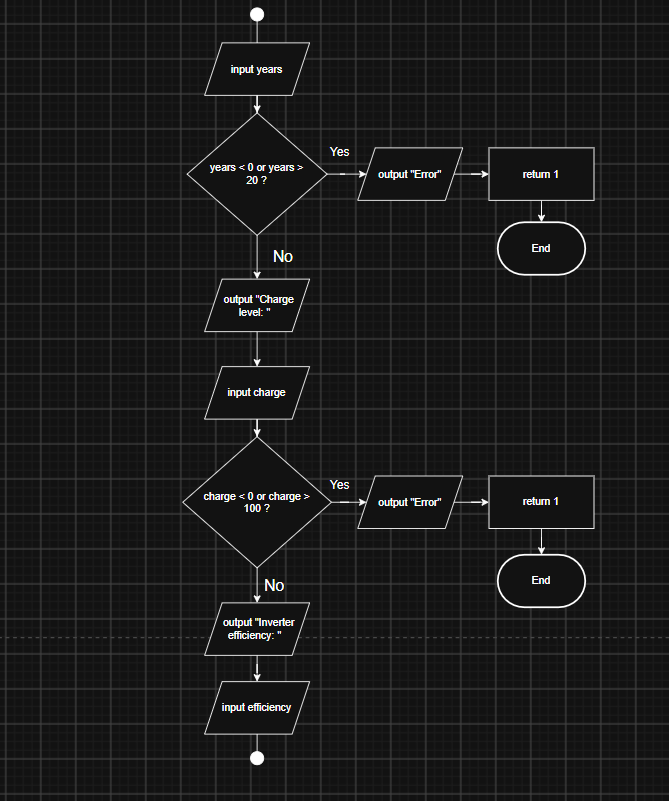 input years
years < 0 or years >
20 ?
Yes
output "Error"
return 1
End
No
output "Charge
level: "
input charge
charge < 0 or charge >
100 ?
Yes
output "Error"
return 1
End
No
output "Inverter
efficiency: "
input efficiency